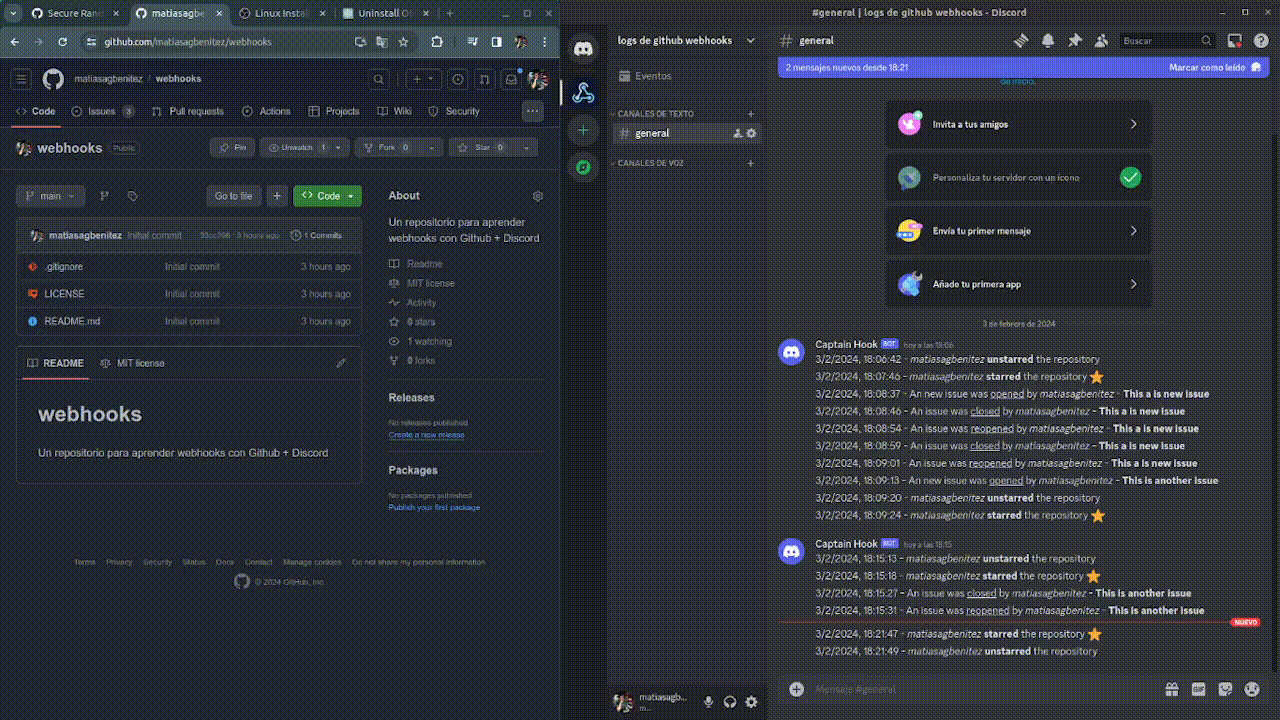 Secure Ran
matiasagbe
Linux Instal
Uninstall O
github.com/matiasagbenitez/webhooks
matiasagbenitez / webhooks
Code
Issues 3
Pull requests
Actions
Projects
Wiki
Security
webhooks Public
Pin
Unwatch 1
Fork 0
Star 0
main
Go to file
Code
matiasagbenitez Initial commit 3 hours ago 1 Commits
.gitignore Initial commit 3 hours ago
LICENSE Initial commit 3 hours ago
README.md Initial commit 3 hours ago
README MIT license
webhooks
Un repositorio para aprender webhooks con Github + Discord
About
Un repositorio para aprender
webhooks con Github + Discord
Readme
MIT license
Activity
0 stars
1 watching
0 forks
Releases
No releases published
Create a new release
Packages
No packages published
Publish your first package
Terms Privacy Security Status Docs Contact Manage cookies Do not share my personal information
© 2024 GitHub, Inc.
#general | logs de github webhooks - Discord
logs de github webhooks
Eventos
CANALES DE TEXTO
general
CANALES DE VOZ
matiasagb...
m...
general
Buscar
2 mensajes nuevos desde 18:21 Marcar como leído
de inicio.
Invita a tus amigos
Personaliza tu servidor con un icono
Envía tu primer mensaje
Añade tu primera app
3 de febrero de 2024
Captain Hook BOT hoy a las 18:06
3/2/2024, 18:06:42 - matiasagbenitez unstarred the repository
3/2/2024, 18:07:46 - matiasagbenitez starred the repository ⭐
3/2/2024, 18:08:37 - An new issue was opened by matiasagbenitez - This a is new issue
3/2/2024, 18:08:46 - An issue was closed by matiasagbenitez - This a is new issue
3/2/2024, 18:08:54 - An issue was reopened by matiasagbenitez - This a is new issue
3/2/2024, 18:08:59 - An issue was closed by matiasagbenitez - This a is new issue
3/2/2024, 18:09:01 - An issue was reopened by matiasagbenitez - This a is new issue
3/2/2024, 18:09:13 - An new issue was opened by matiasagbenitez - This is another issue
3/2/2024, 18:09:20 - matiasagbenitez unstarred the repository
3/2/2024, 18:09:24 - matiasagbenitez starred the repository ⭐
Captain Hook BOT hoy a las 18:15
3/2/2024, 18:15:13 - matiasagbenitez unstarred the repository
3/2/2024, 18:15:18 - matiasagbenitez starred the repository ⭐
3/2/2024, 18:15:27 - An issue was closed by matiasagbenitez - This is another issue
3/2/2024, 18:15:31 - An issue was reopened by matiasagbenitez - This is another issue
NUEVO
3/2/2024, 18:21:47 - matiasagbenitez starred the repository ⭐
3/2/2024, 18:21:49 - matiasagbenitez unstarred the repository
Mensaje #general
GIF